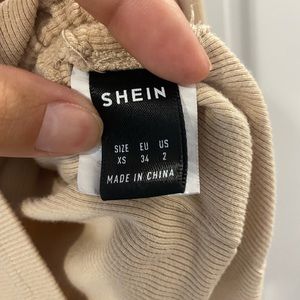 SHEIN
SIZE EU US
XS 34 2
MADE IN CHINA